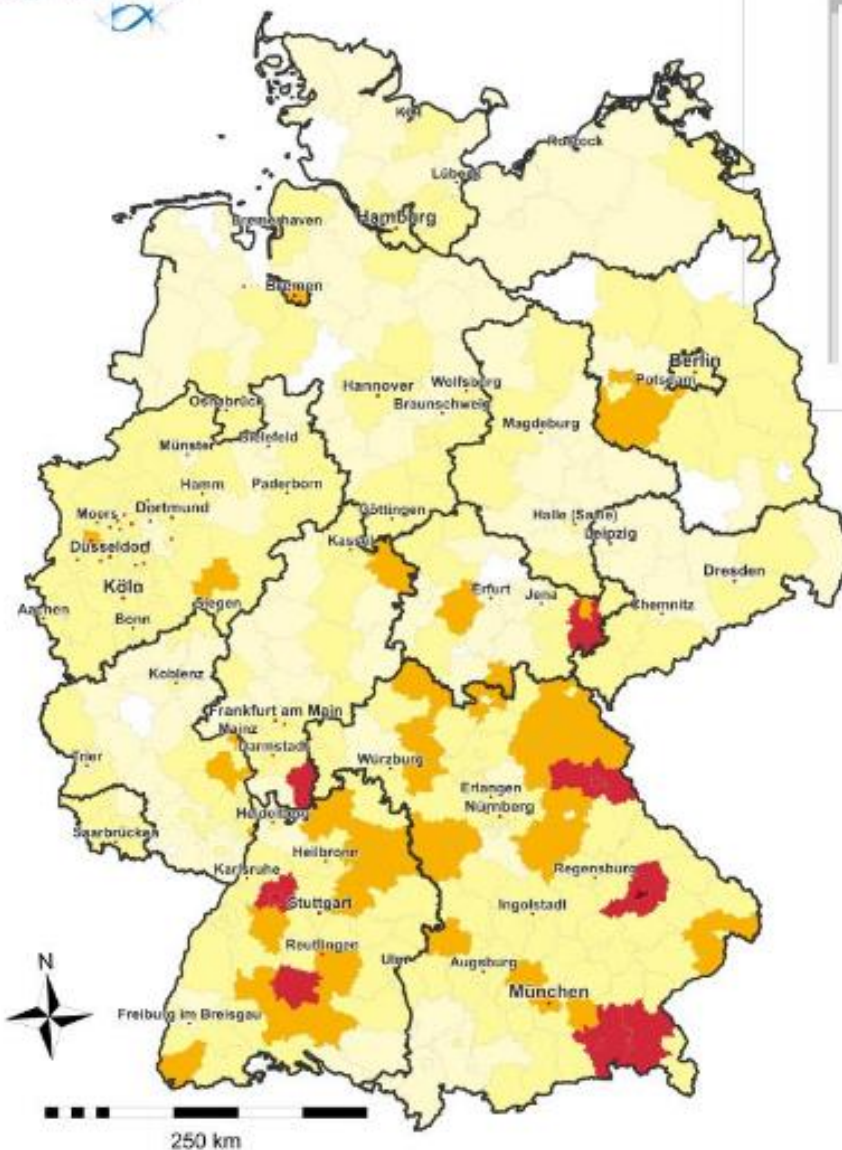 Kiel
Rostock
Lübeck
Bremerhaven
Hamburg
Bremen
Berlin
Wolfsburg
Potsdam
Hannover
Osnabrück
Braunschweig
Magdeburg
Bielefeld
Münster
Hamm
Paderborn
Göttingen
Moers
Dortmund
Halle (Saale)
Leipzig
Düsseldorf
Kassel
Dresden
Köln
Erfurt
Jena
Siegen
Chemnitz
Aachen
Bonn
Koblenz
Frankfurt am Main
Mainz
Darmstadt
Trier
Würzburg
Erlangen
Nürnberg
Heidelberg
Saarbrücken
Heilbronn
Karlsruhe
Regensburg
Stuttgart
Ingolstadt
Reutlingen
Ulm
Augsburg
N
München
Freiburg im Breisgau
250 km